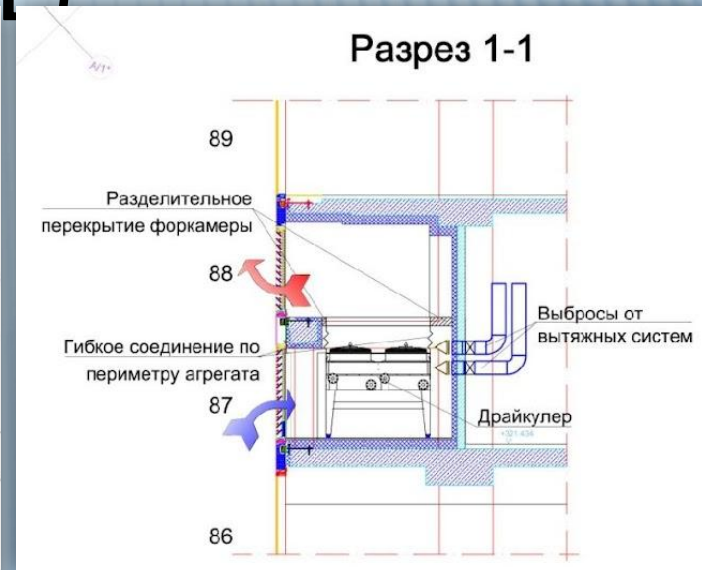 Разрез 1-1
А/1*
89
Разделительное
перекрытие форкамеры
88
Выбросы от
вытяжных систем
Гибкое соединение по
периметру агрегата
87
Драйкулер
86